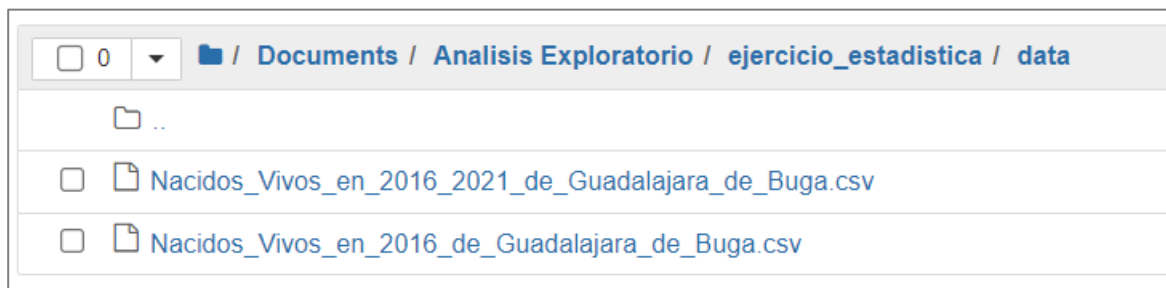 0 / Documents / Analisis Exploratorio / ejercicio_estadistica / data
..
Nacidos_Vivos_en_2016_2021_de_Guadalajara_de_Buga.csv
Nacidos_Vivos_en_2016_de_Guadalajara_de_Buga.csv